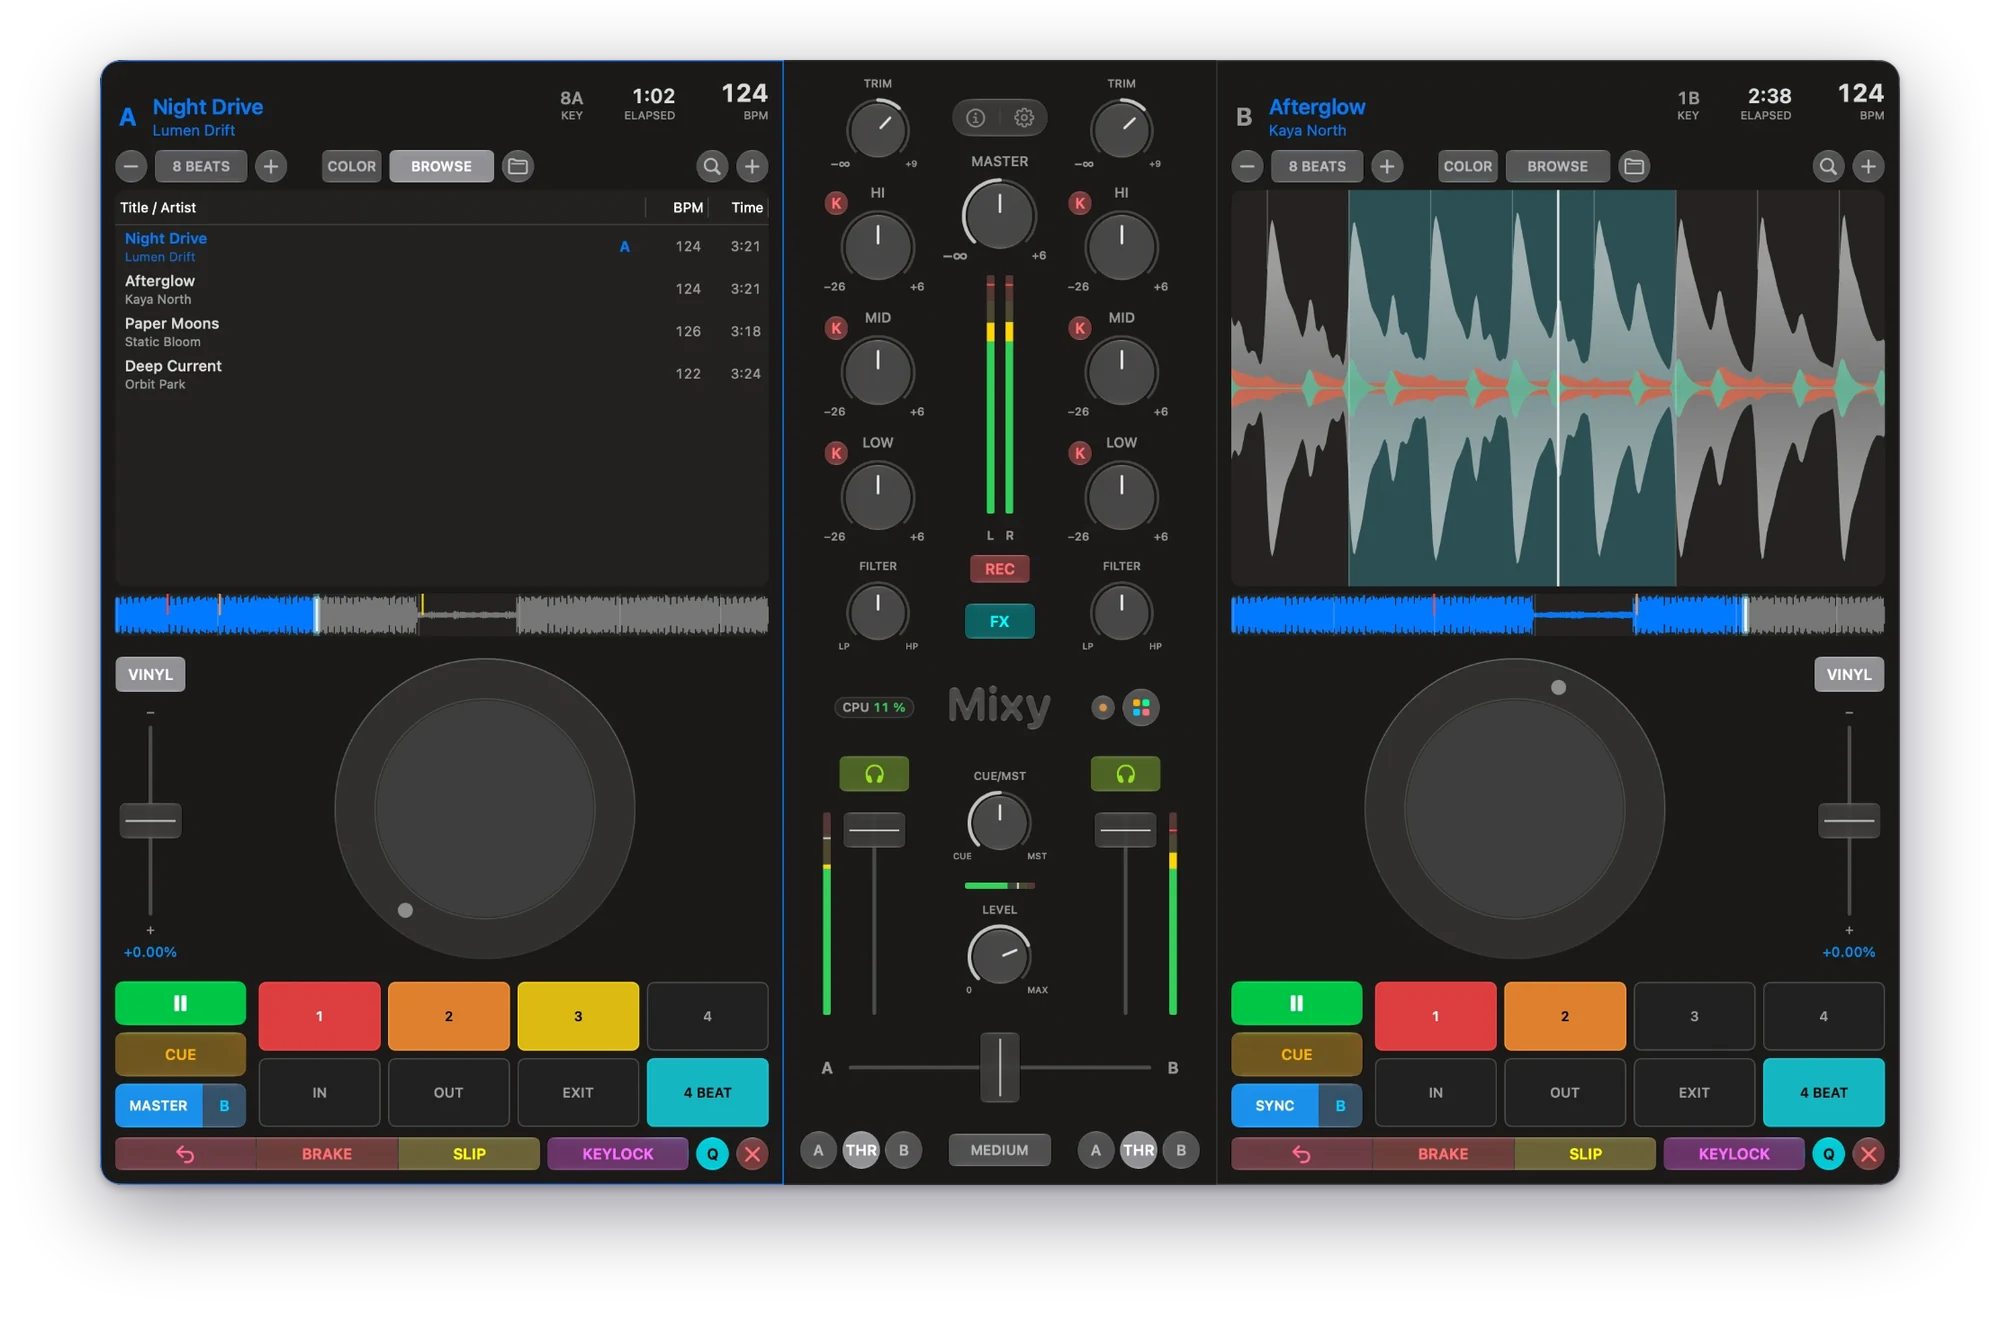 A
Night Drive
Lumen Drift
8A
KEY
1:02
ELAPSED
124
BPM
8 BEATS
COLOR
BROWSE
Title / Artist
BPM
Time
Night Drive
Lumen Drift
A
124
3:21
Afterglow
Kaya North
124
3:21
Paper Moons
Static Bloom
126
3:18
Deep Current
Orbit Park
122
3:24
VINYL
−
+
+0.00%
1
2
3
4
CUE
MASTER
B
IN
OUT
EXIT
4 BEAT
BRAKE
SLIP
KEYLOCK
Q
TRIM
−∞
+9
K
HI
−26
+6
K
MID
−26
+6
K
LOW
−26
+6
FILTER
LP
HP
MASTER
−∞
+6
L R
REC
FX
TRIM
−∞
+9
K
HI
−26
+6
K
MID
−26
+6
K
LOW
−26
+6
FILTER
LP
HP
CPU 11 %
Mixy
CUE/MST
CUE
MST
LEVEL
0
MAX
A
B
A
THR
B
MEDIUM
A
THR
B
B
Afterglow
Kaya North
1B
KEY
2:38
ELAPSED
124
BPM
8 BEATS
COLOR
BROWSE
VINYL
−
+
+0.00%
1
2
3
4
CUE
SYNC
B
IN
OUT
EXIT
4 BEAT
BRAKE
SLIP
KEYLOCK
Q